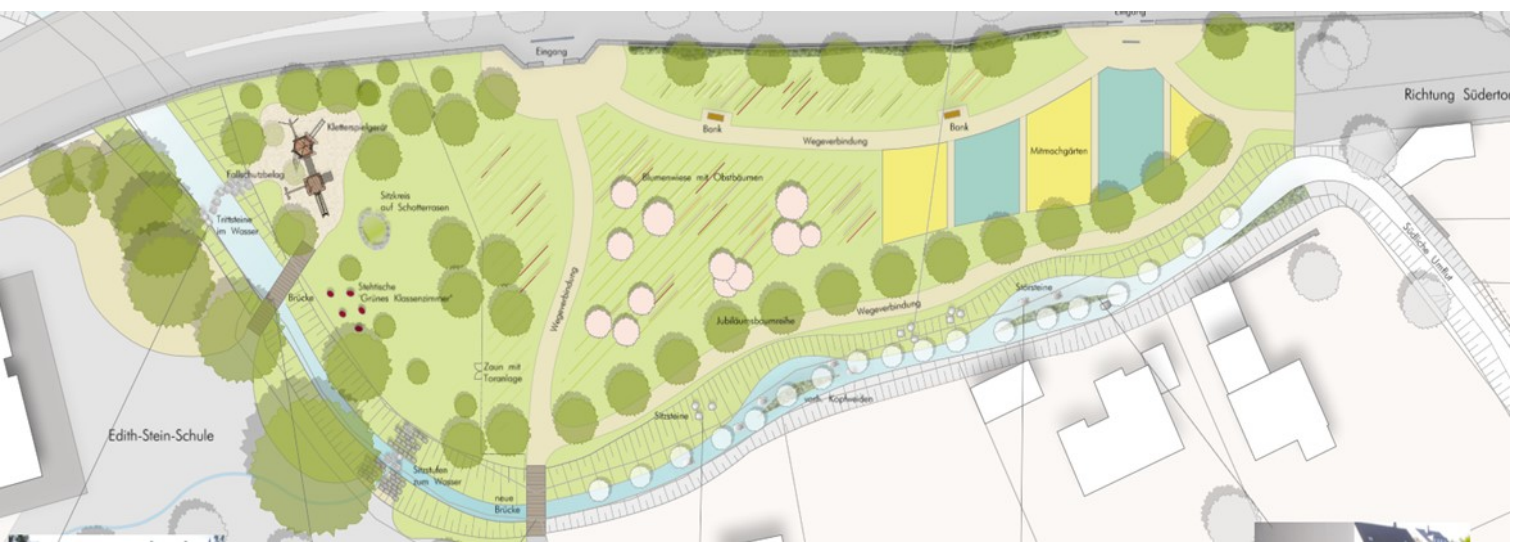 Eingang
Eingang
Richtung Südertor
Kletterspielgerät
Bank
Bank
Wegeverbindung
Mitmachgärten
Fallschutzbelag
Blumenwiese mit Obstbäumen
Sitzkreis
auf Schotterrasen
Trittsteine
im Wasser
Südliche Umflut
Brücke
Stehtische
"Grünes Klassenzimmer"
Wegeverbindung
Störsteine
Wegeverbindung
Jubiläumsbaumreihe
Zaun mit
Toranlage
vorh. Kopfweiden
Sitzsteine
Edith-Stein-Schule
Sitzstufen
zum Wasser
neue
Brücke